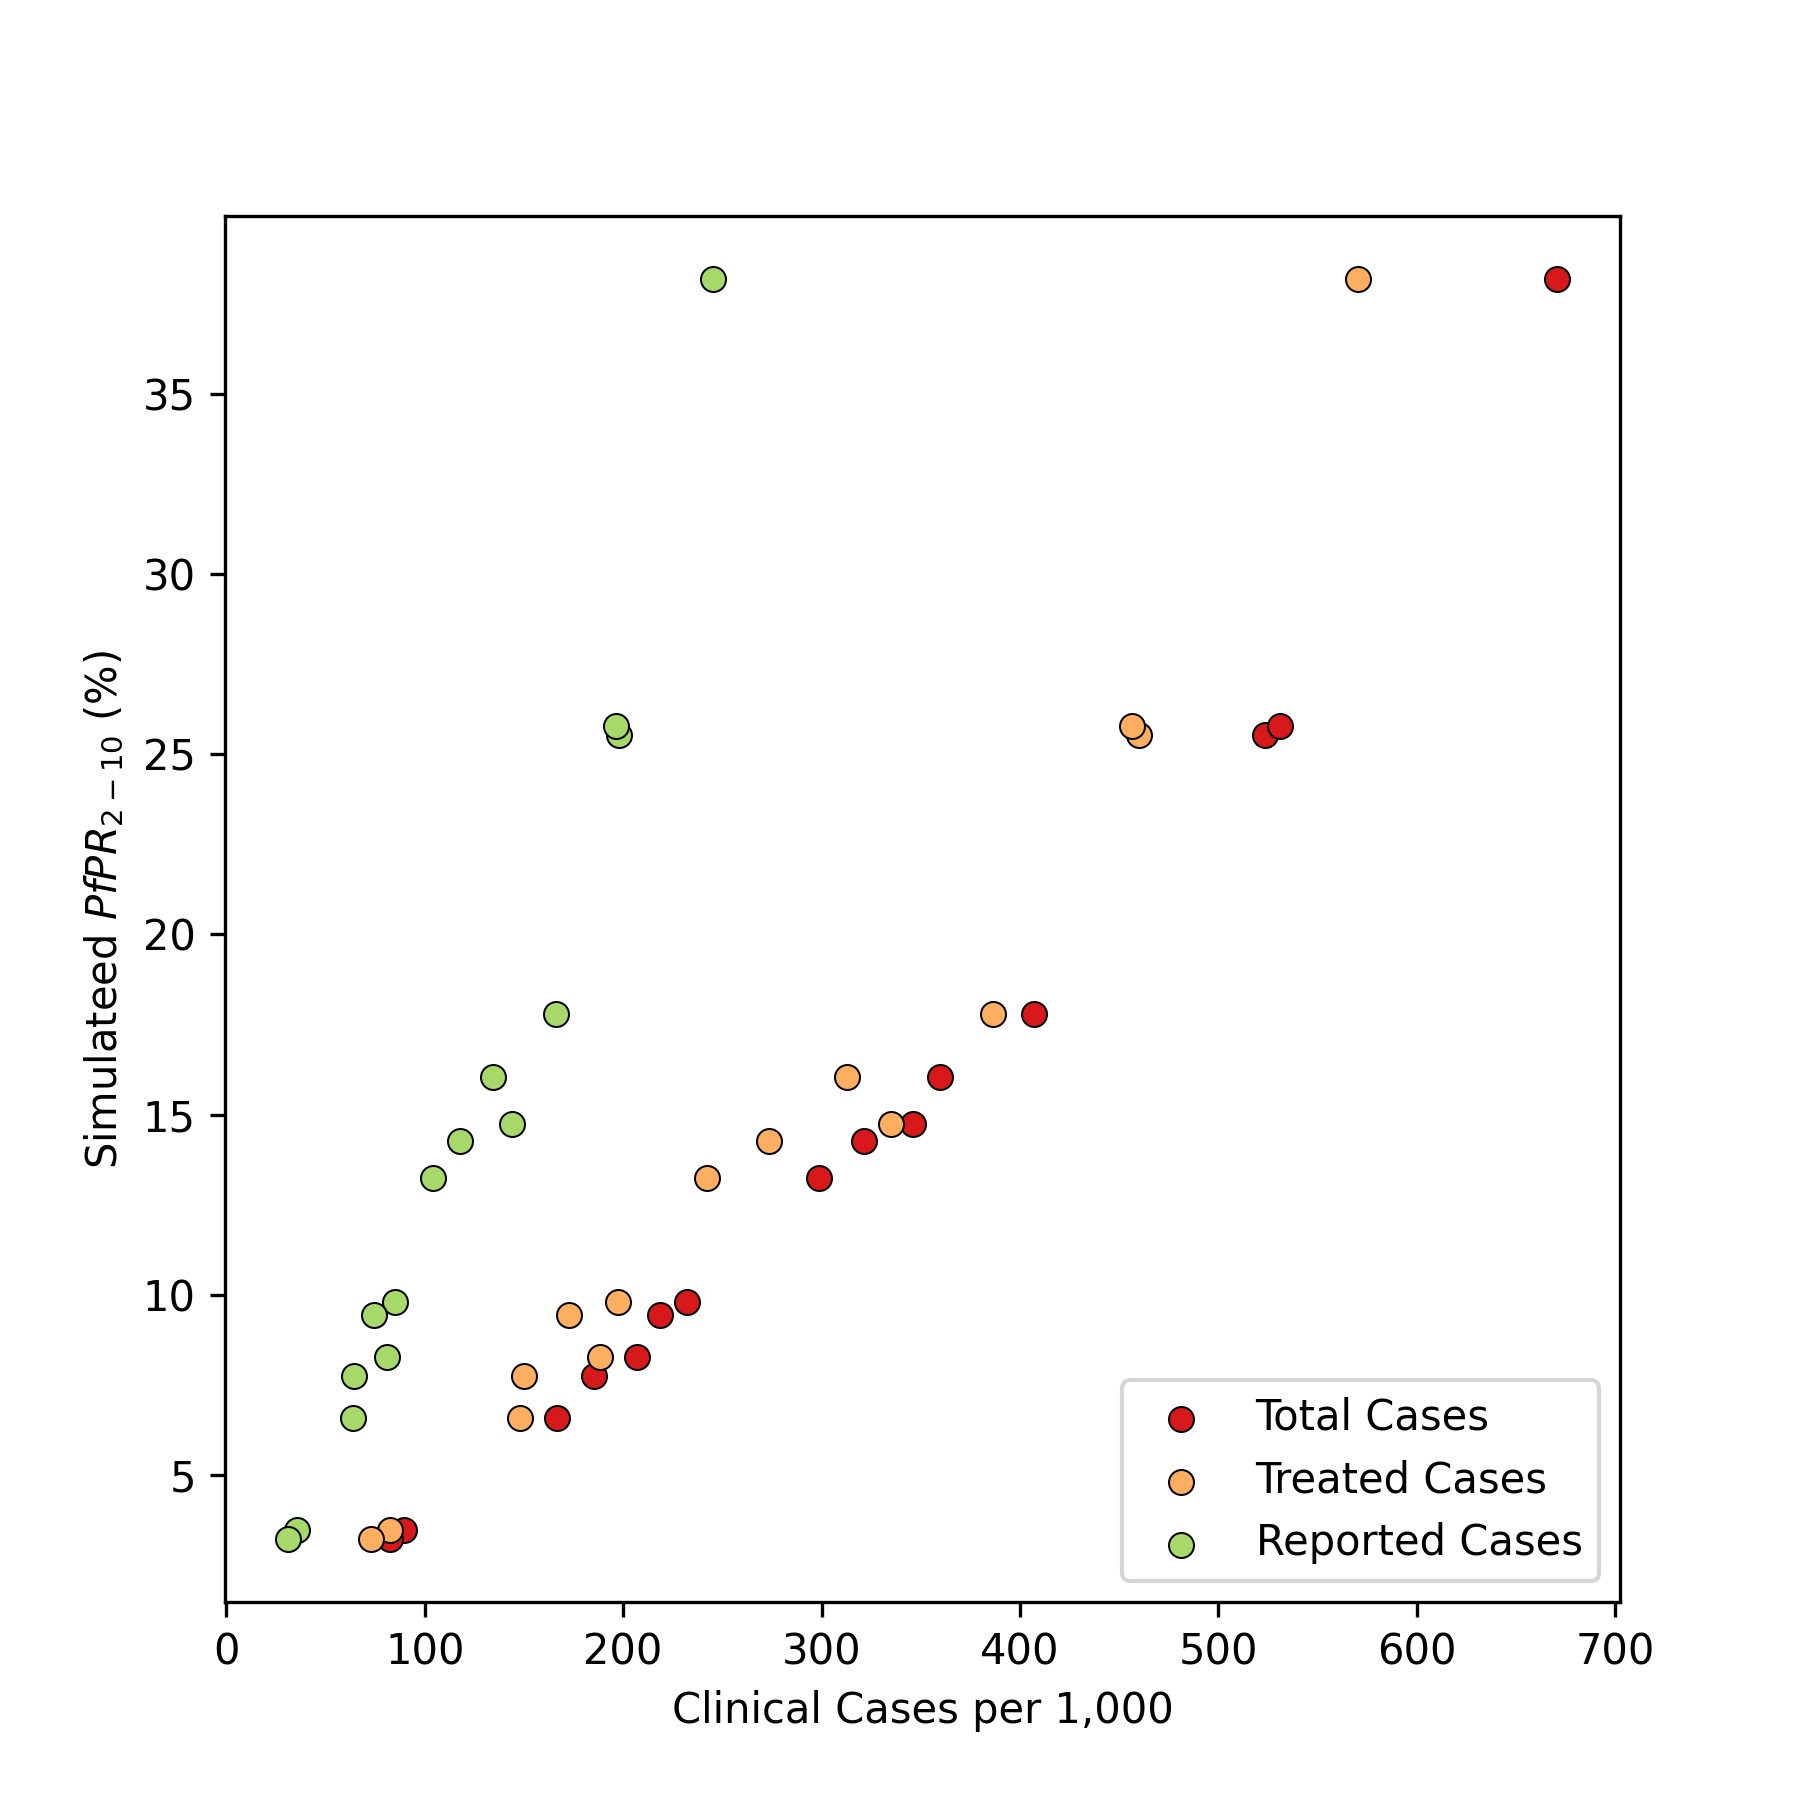 35
30
25
20
15
10
5
Simulateed PfPR2−10 (%)
Total Cases
Treated Cases
Reported Cases
0 100 200 300 400 500 600 700
Clinical Cases per 1,000